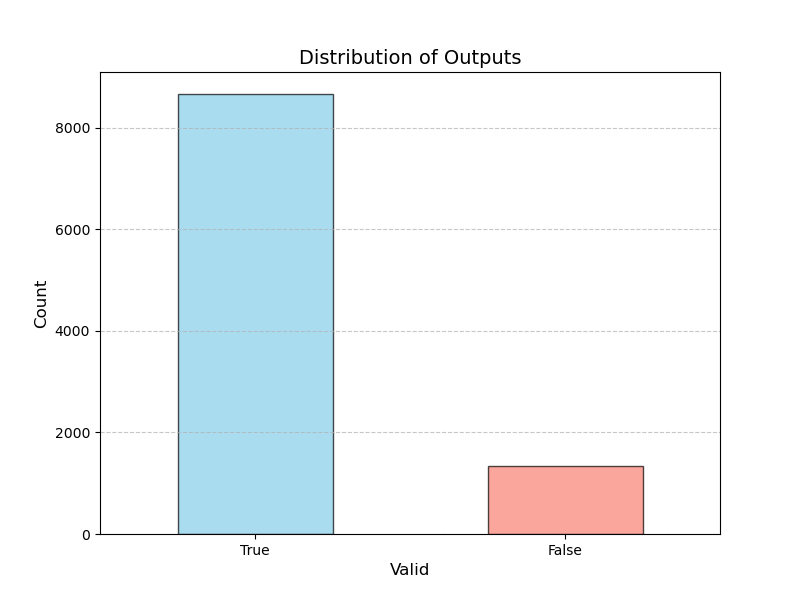 Distribution of Outputs
Count
8000
6000
4000
2000
0
True
False
Valid